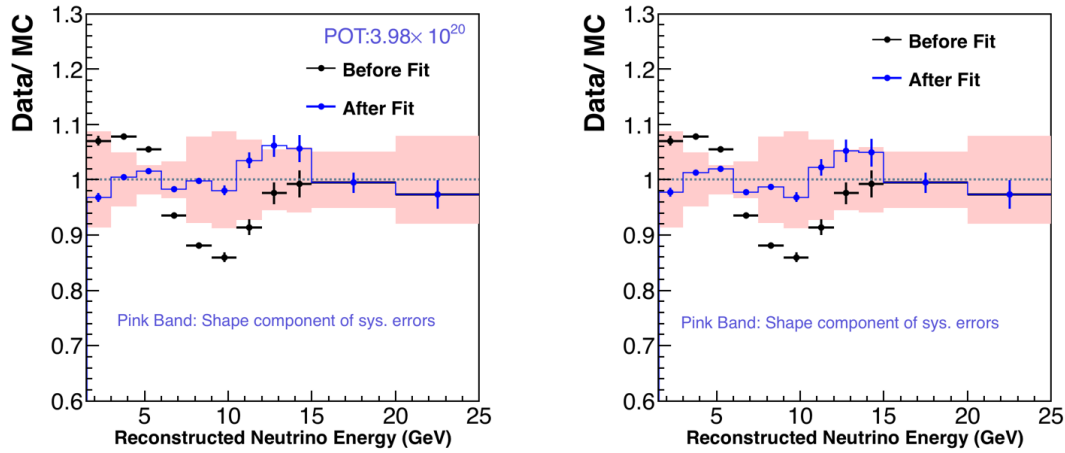 1.3
1.2
1.1
1
0.9
0.8
0.7
0.6
Data/ MC
POT:3.98× 10²⁰
Before Fit
After Fit
Pink Band: Shape component of sys. errors
5 10 15 20 25
Reconstructed Neutrino Energy (GeV)
1.3
1.2
1.1
1
0.9
0.8
0.7
0.6
Data/ MC
Before Fit
After Fit
Pink Band: Shape component of sys. errors
5 10 15 20 25
Reconstructed Neutrino Energy (GeV)